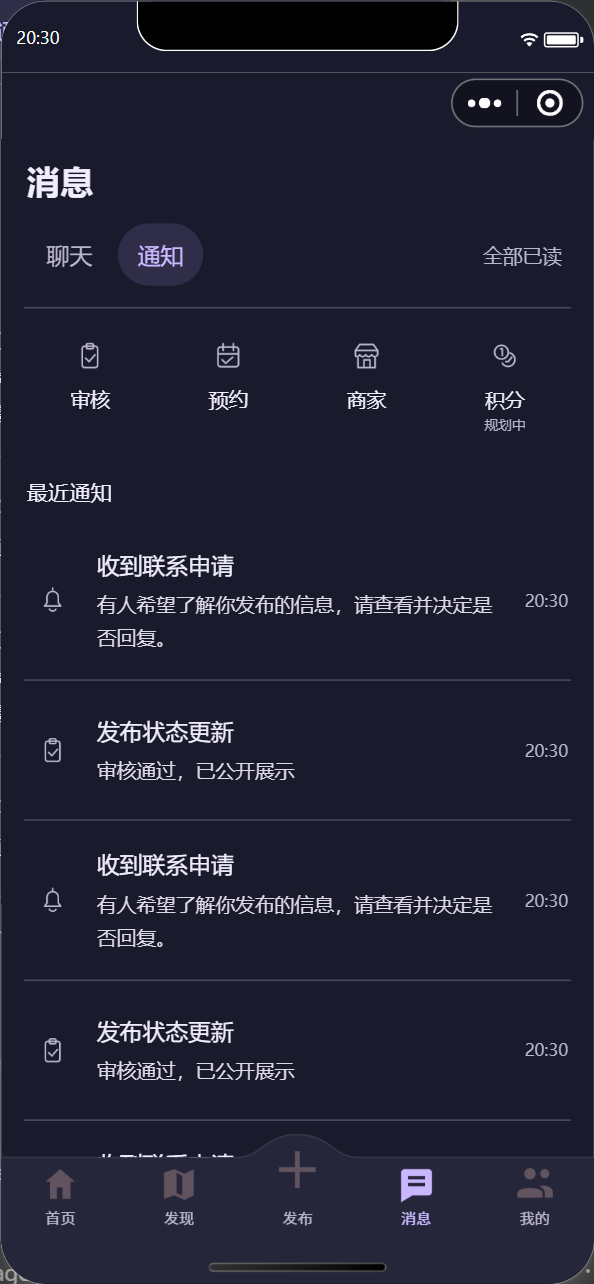 20:30
消息
聊天 通知 全部已读
审核 预约 商家 积分
规划中
最近通知
收到联系申请
有人希望了解你发布的信息，请查看并决定是
否回复。
20:30
发布状态更新
审核通过，已公开展示
20:30
收到联系申请
有人希望了解你发布的信息，请查看并决定是
否回复。
20:30
发布状态更新
审核通过，已公开展示
20:30
首页 发现 发布 消息 我的